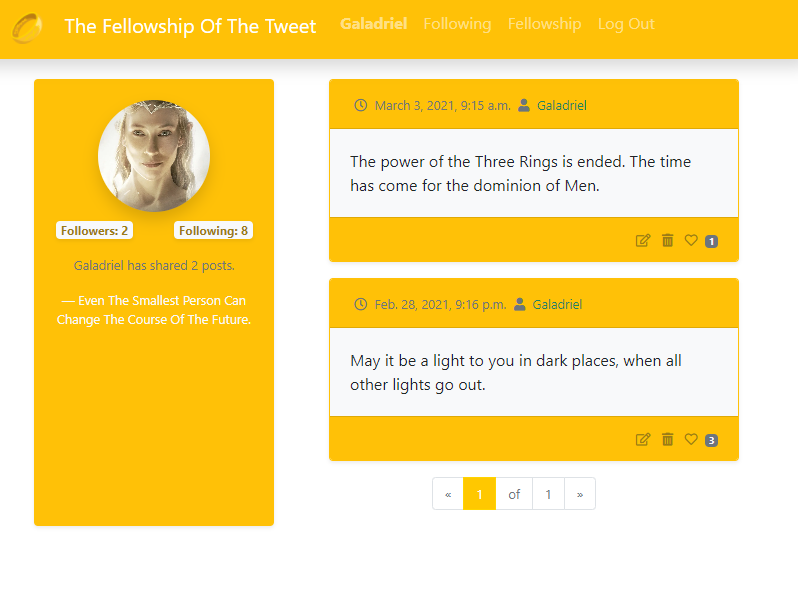 The Fellowship Of The Tweet Galadriel Following Fellowship Log Out
Followers: 2 Following: 8
Galadriel has shared 2 posts.
— Even The Smallest Person Can
Change The Course Of The Future.
March 3, 2021, 9:15 a.m. Galadriel
The power of the Three Rings is ended. The time
has come for the dominion of Men.
1
Feb. 28, 2021, 9:16 p.m. Galadriel
May it be a light to you in dark places, when all
other lights go out.
3
« 1 of 1 »